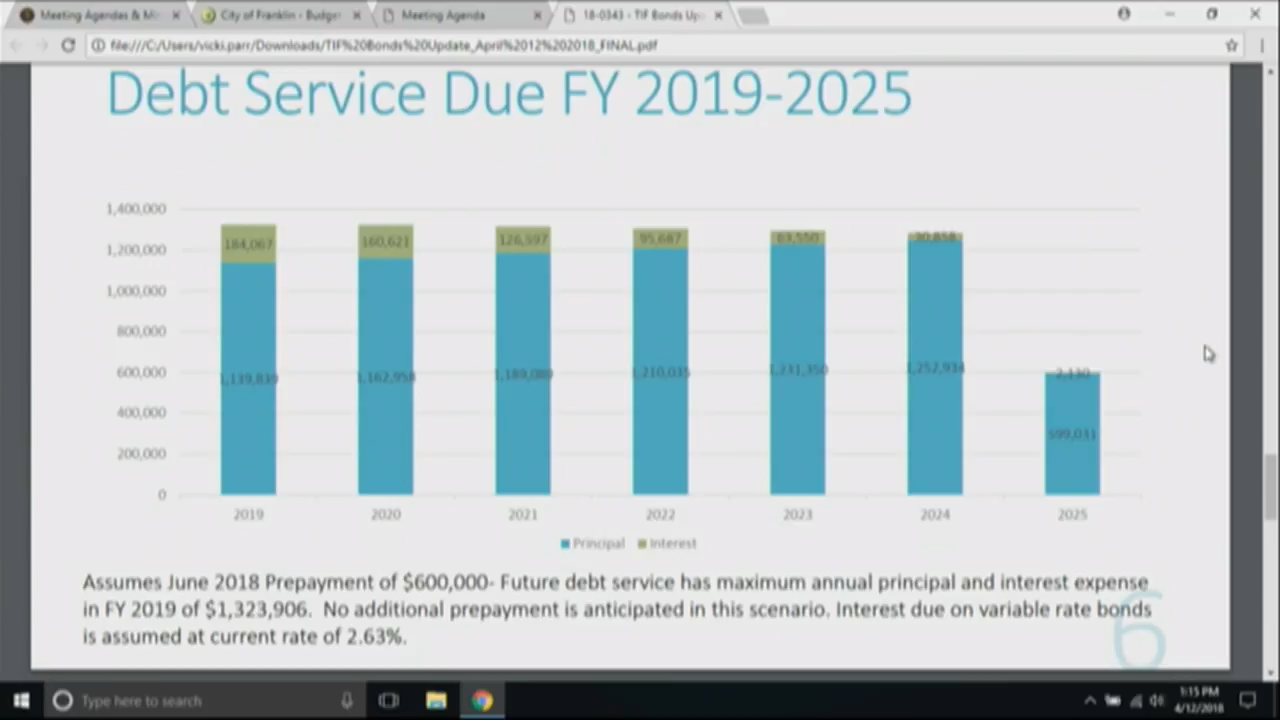 Meeting Agendas & Mi
City of Franklin - Budge
Meeting Agenda
18-0343 - TIF Bonds Up
file:///C:/Users/vicki.parr/Downloads/TIF%20Bonds%20Update_April%2012%202018_FINAL.pdf
Debt Service Due FY 2019-2025
1,400,000
1,200,000
1,000,000
800,000
600,000
400,000
200,000
0
184,067
160,621
126,597
95,687
63,550
30,858
2,130
1,139,839
1,162,958
1,210,035
1,231,350
1,252,934
599,031
2019
2020
2021
2022
2023
2024
2025
Principal
Interest
Assumes June 2018 Prepayment of $600,000- Future debt service has maximum annual principal and interest expense
in FY 2019 of $1,323,906. No additional prepayment is anticipated in this scenario. Interest due on variable rate bonds
is assumed at current rate of 2.63%.
6
Type here to search
1:15 PM
4/12/2018